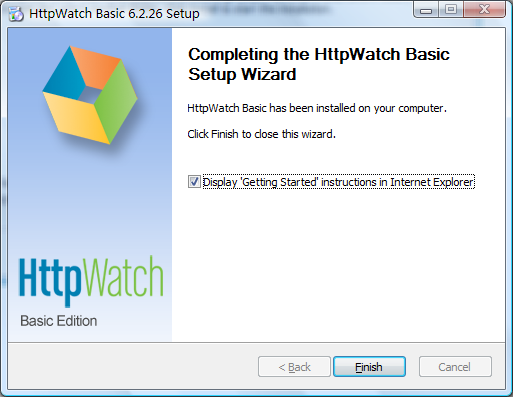 HttpWatch Basic 6.2.26 Setup
Completing the HttpWatch Basic
Setup Wizard
HttpWatch Basic has been installed on your computer.
Click Finish to close this wizard.
Display 'Getting Started' instructions in Internet Explorer
HttpWatch
Basic Edition
< Back
Finish
Cancel